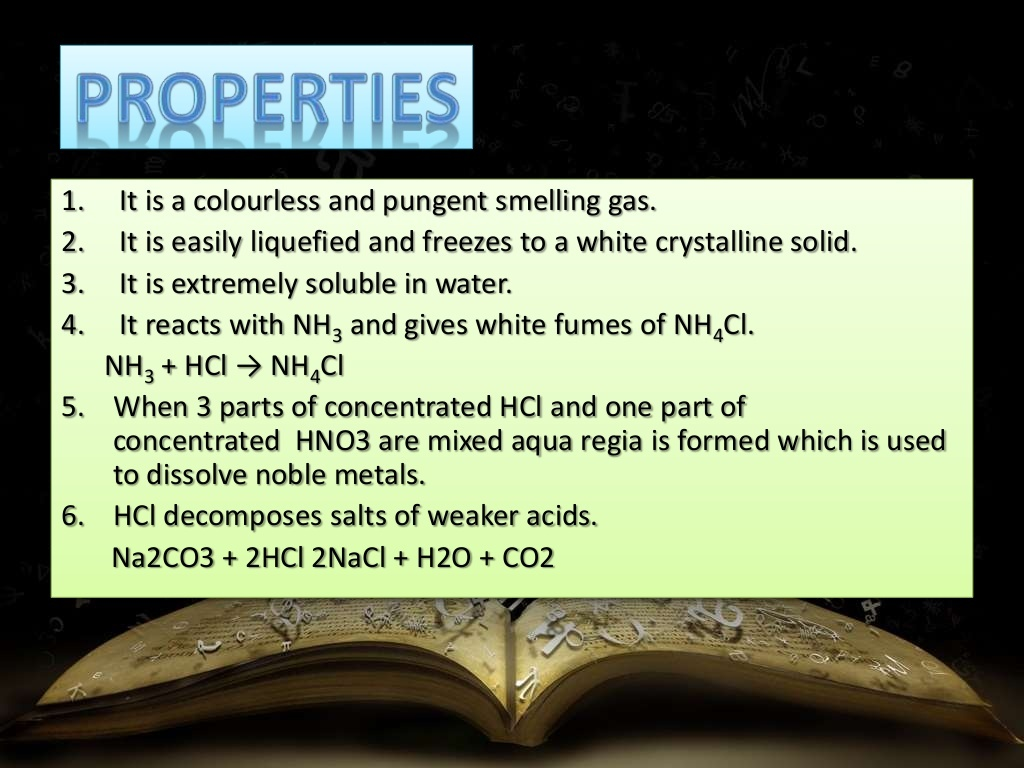 PROPERTIES
1. It is a colourless and pungent smelling gas.
2. It is easily liquefied and freezes to a white crystalline solid.
3. It is extremely soluble in water.
4. It reacts with NH₃ and gives white fumes of NH₄Cl.
NH₃ + HCl → NH₄Cl
5. When 3 parts of concentrated HCl and one part of
concentrated  HNO3 are mixed aqua regia is formed which is used
to dissolve noble metals.
6. HCl decomposes salts of weaker acids.
Na2CO3 + 2HCl 2NaCl + H2O + CO2